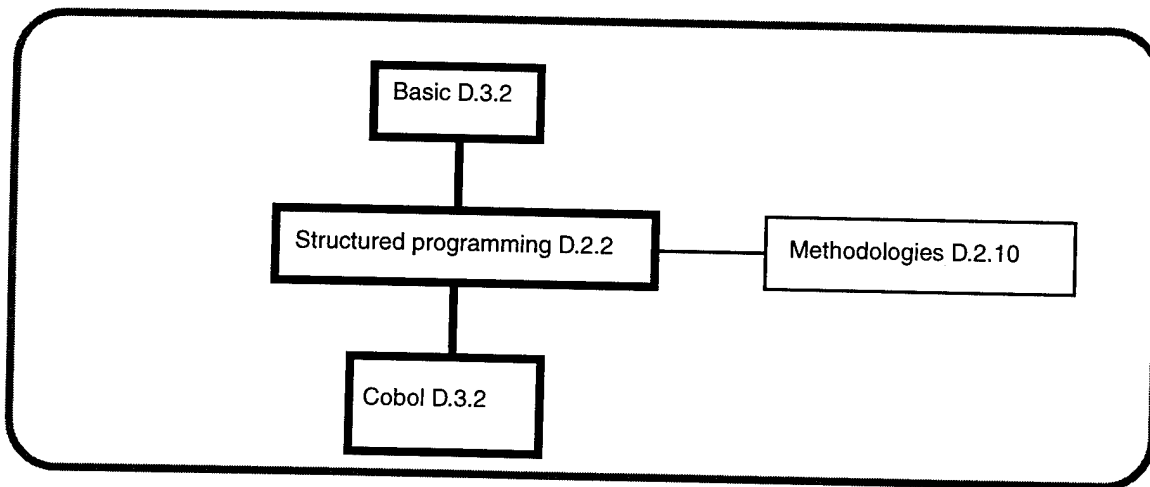 Basic D.3.2
Structured programming D.2.2
Methodologies D.2.10
Cobol D.3.2